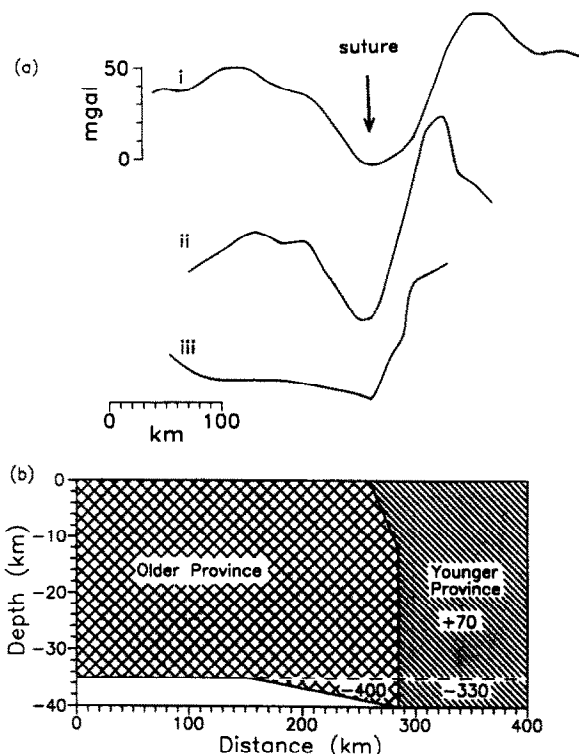 (a)
suture
50
i
mgal
0
ii
iii
0 100
km
(b)
0
-10
-20
-30
-40
Depth (km)
Older Province
Younger
Province
+70
-400
-330
0 100 200 300 400
Distance (km)